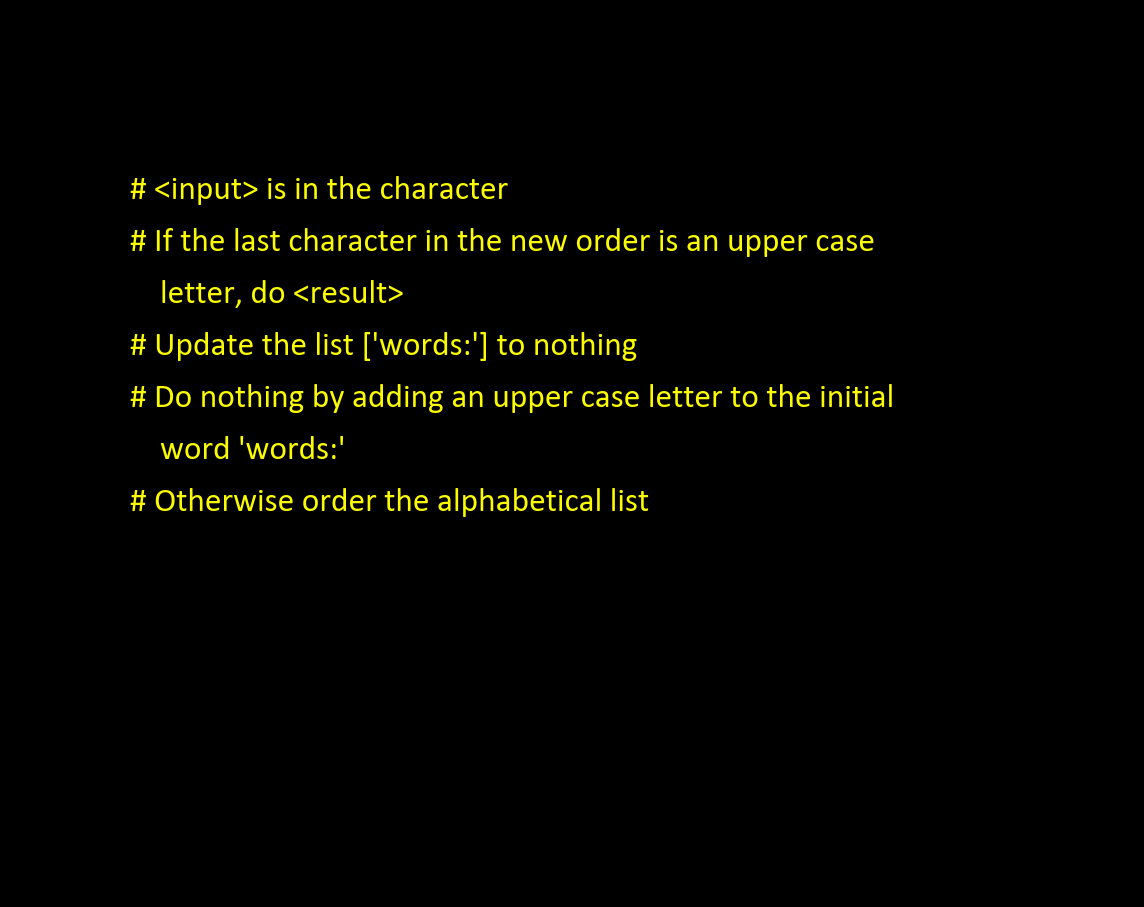 # <input> is in the character
# If the last character in the new order is an upper case
letter, do <result>
# Update the list ['words:'] to nothing
# Do nothing by adding an upper case letter to the initial
word 'words:'
# Otherwise order the alphabetical list